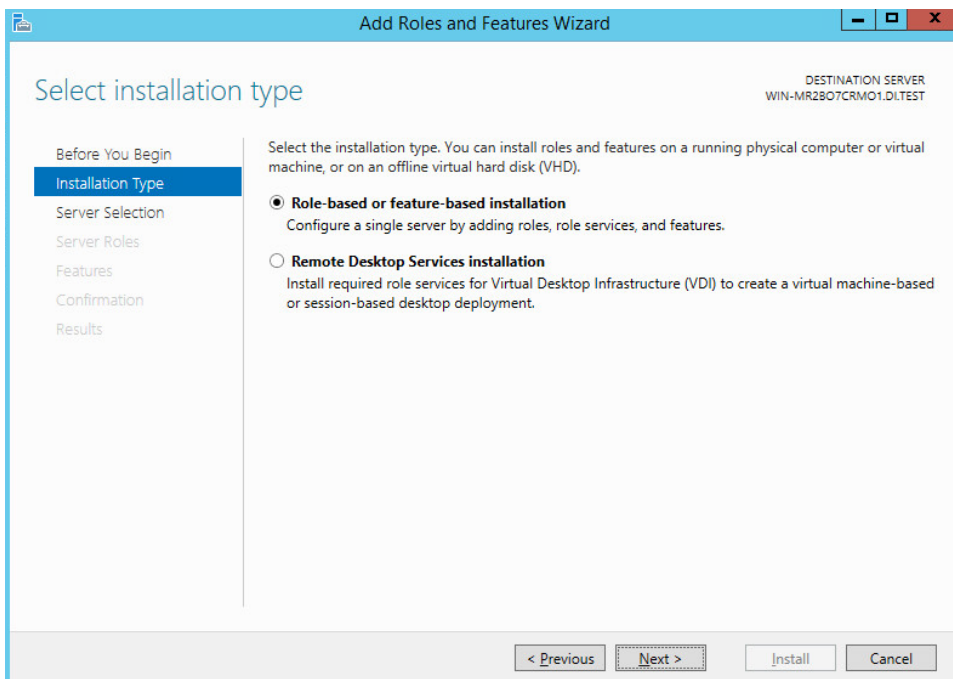 Add Roles and Features Wizard
Select installation type
DESTINATION SERVER
WIN-MR2BO7CRMO1.DI.TEST
Before You Begin
Installation Type
Server Selection
Server Roles
Features
Confirmation
Results
Select the installation type. You can install roles and features on a running physical computer or virtual
machine, or on an offline virtual hard disk (VHD).
Role-based or feature-based installation
Configure a single server by adding roles, role services, and features.
Remote Desktop Services installation
Install required role services for Virtual Desktop Infrastructure (VDI) to create a virtual machine-based
or session-based desktop deployment.
< Previous
Next >
Install
Cancel